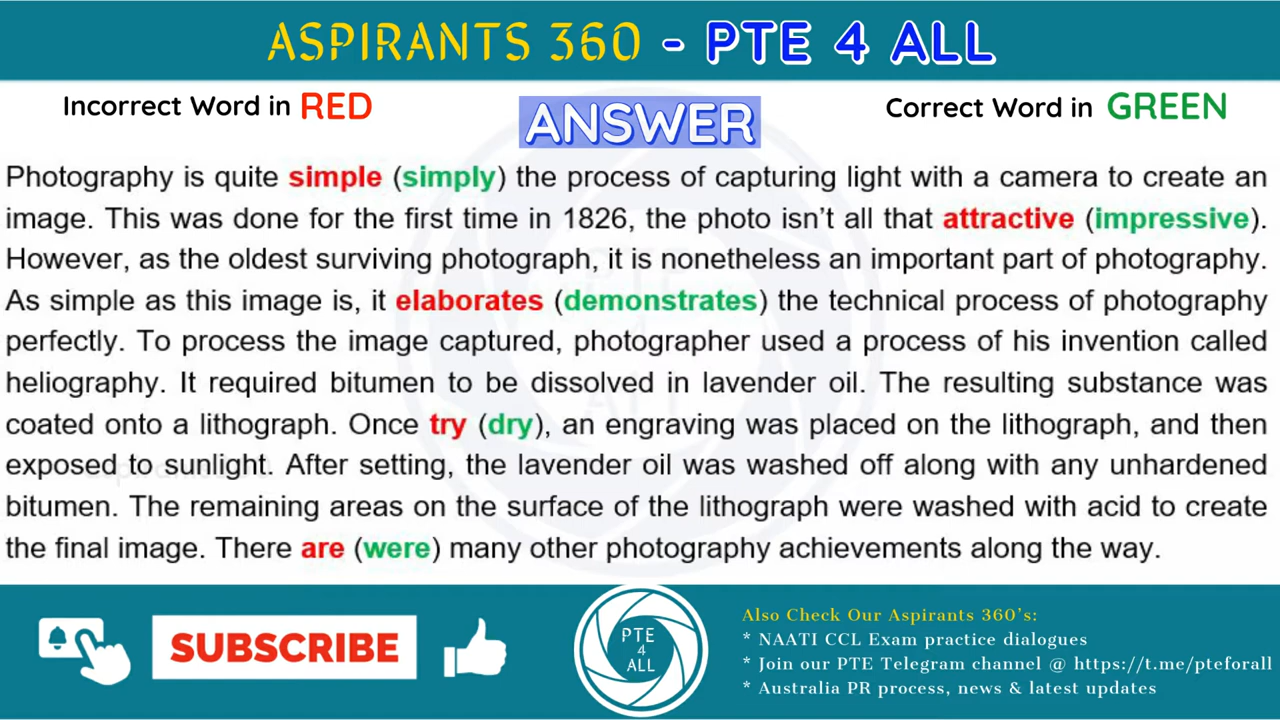 ASPIRANTS 360 - PTE 4 ALL
Incorrect Word in RED
ANSWER
Correct Word in GREEN
Photography is quite simple (simply) the process of capturing light with a camera to create an
image. This was done for the first time in 1826, the photo isn't all that attractive (impressive).
However, as the oldest surviving photograph, it is nonetheless an important part of photography.
As simple as this image is, it elaborates (demonstrates) the technical process of photography
perfectly. To process the image captured, photographer used a process of his invention called
heliography. It required bitumen to be dissolved in lavender oil. The resulting substance was
coated onto a lithograph. Once try (dry), an engraving was placed on the lithograph, and then
exposed to sunlight. After setting, the lavender oil was washed off along with any unhardened
bitumen. The remaining areas on the surface of the lithograph were washed with acid to create
the final image. There are (were) many other photography achievements along the way.
SUBSCRIBE
PTE
4
ALL
Also Check Our Aspirants 360's:
* NAATI CCL Exam practice dialogues
* Join our PTE Telegram channel @ https://t.me/pteforall
* Australia PR process, news & latest updates